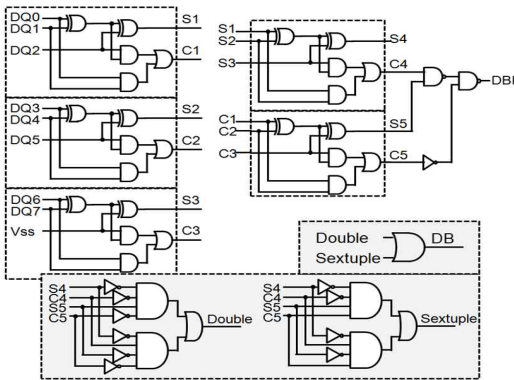 DQ0
DQ1
DQ2
S1
C1
DQ3
DQ4
DQ5
S2
C2
DQ6
DQ7
Vss
S3
C3
S1
S2
S3
S4
C4
C1
C2
C3
S5
C5
DBI
Double
Sextuple
DB
S4
C4
S5
C5
Double
S4
C4
S5
C5
Sextuple